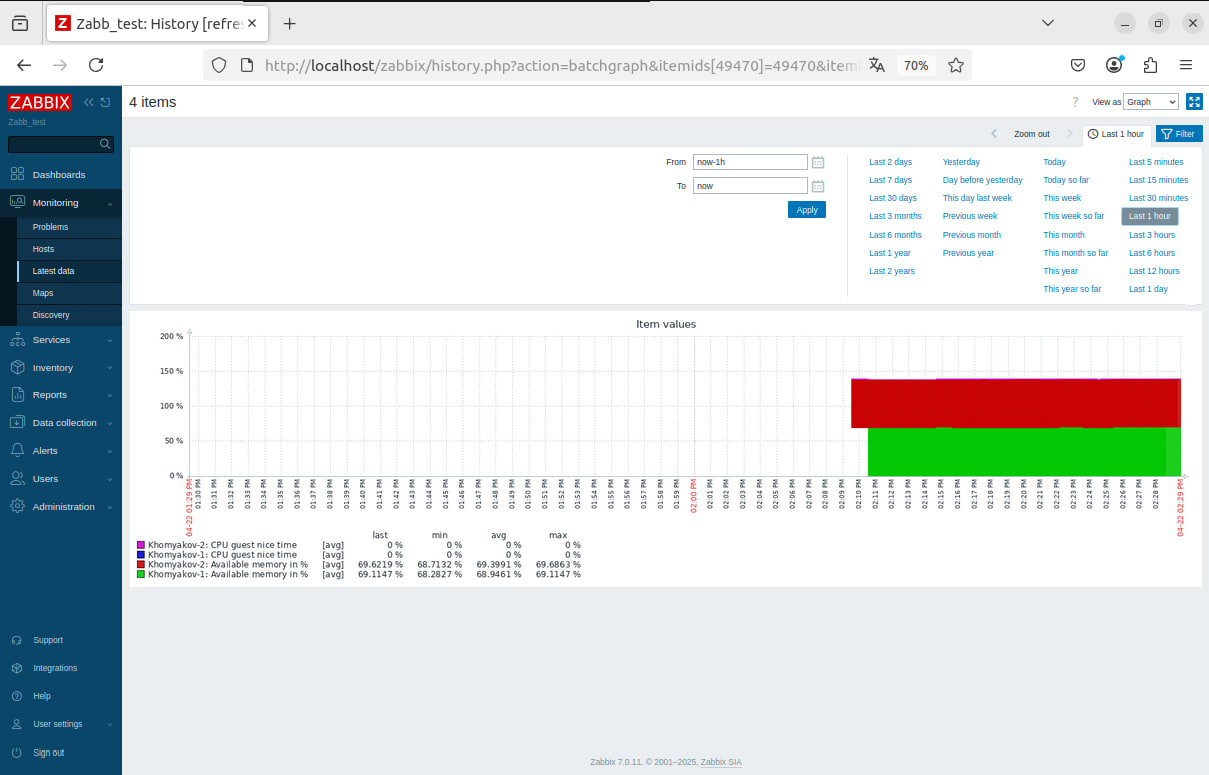 Zabb_test: History [refre
http://localhost/zabbix/history.php?action=batchgraph&itemids[49470]=49470&item
70%
ZABBIX
Zabb_test
Dashboards
Monitoring
Problems
Hosts
Latest data
Maps
Discovery
Services
Inventory
Reports
Data collection
Alerts
Users
Administration
Support
Integrations
Help
User settings
Sign out
4 items
? View as Graph
Zoom out Last 1 hour Filter
From now-1h
To now
Apply
Last 2 days Yesterday Today Last 5 minutes
Last 7 days Day before yesterday Today so far Last 15 minutes
Last 30 days This day last week This week Last 30 minutes
Last 3 months Previous week This week so far Last 1 hour
Last 6 months Previous month This month Last 3 hours
Last 1 year Previous year This month so far Last 6 hours
Last 2 years This year Last 12 hours
This year so far Last 1 day
Item values
200 %
150 %
100 %
50 %
0 %
04-22 01:29 PM
01:30 PM
01:31 PM
01:32 PM
01:33 PM
01:34 PM
01:35 PM
01:36 PM
01:37 PM
01:38 PM
01:39 PM
01:40 PM
01:41 PM
01:42 PM
01:43 PM
01:44 PM
01:45 PM
01:46 PM
01:47 PM
01:48 PM
01:49 PM
01:50 PM
01:51 PM
01:52 PM
01:53 PM
01:54 PM
01:55 PM
01:56 PM
01:57 PM
01:58 PM
01:59 PM
02:00 PM
02:01 PM
02:02 PM
02:03 PM
02:04 PM
02:05 PM
02:06 PM
02:07 PM
02:08 PM
02:09 PM
02:10 PM
02:11 PM
02:12 PM
02:13 PM
02:14 PM
02:15 PM
02:16 PM
02:17 PM
02:18 PM
02:19 PM
02:20 PM
02:21 PM
02:22 PM
02:23 PM
02:24 PM
02:25 PM
02:26 PM
02:27 PM
02:28 PM
04-22 02:29 PM
last min avg max
Khomyakov-2: CPU guest nice time [avg] 0 % 0 % 0 % 0 %
Khomyakov-1: CPU guest nice time [avg] 0 % 0 % 0 % 0 %
Khomyakov-2: Available memory in % [avg] 69.6219 % 68.7132 % 69.3991 % 69.6863 %
Khomyakov-1: Available memory in % [avg] 69.1147 % 68.2827 % 68.9461 % 69.1147 %
Zabbix 7.0.11. © 2001–2025, Zabbix SIA